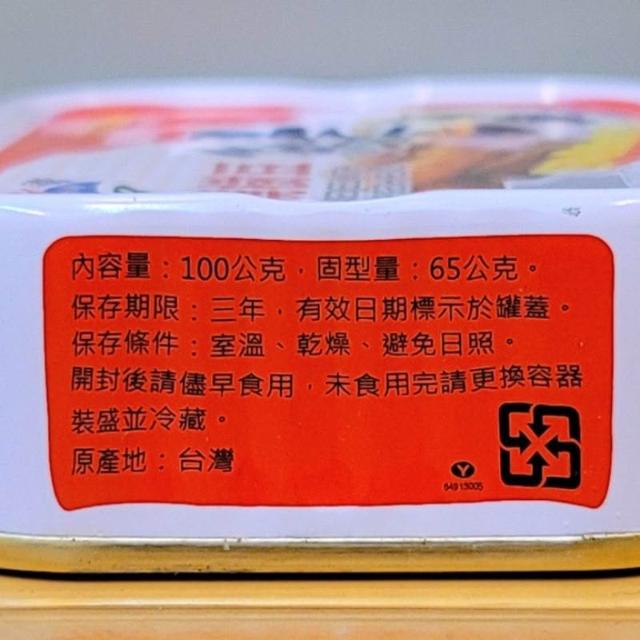 內容量：100公克，固型量：65公克。
保存期限：三年，有效日期標示於罐蓋。
保存條件：室溫、乾燥、避免日照。
開封後請儘早食用，未食用完請更換容器
裝盛並冷藏。
原產地：台灣
Y
64913005